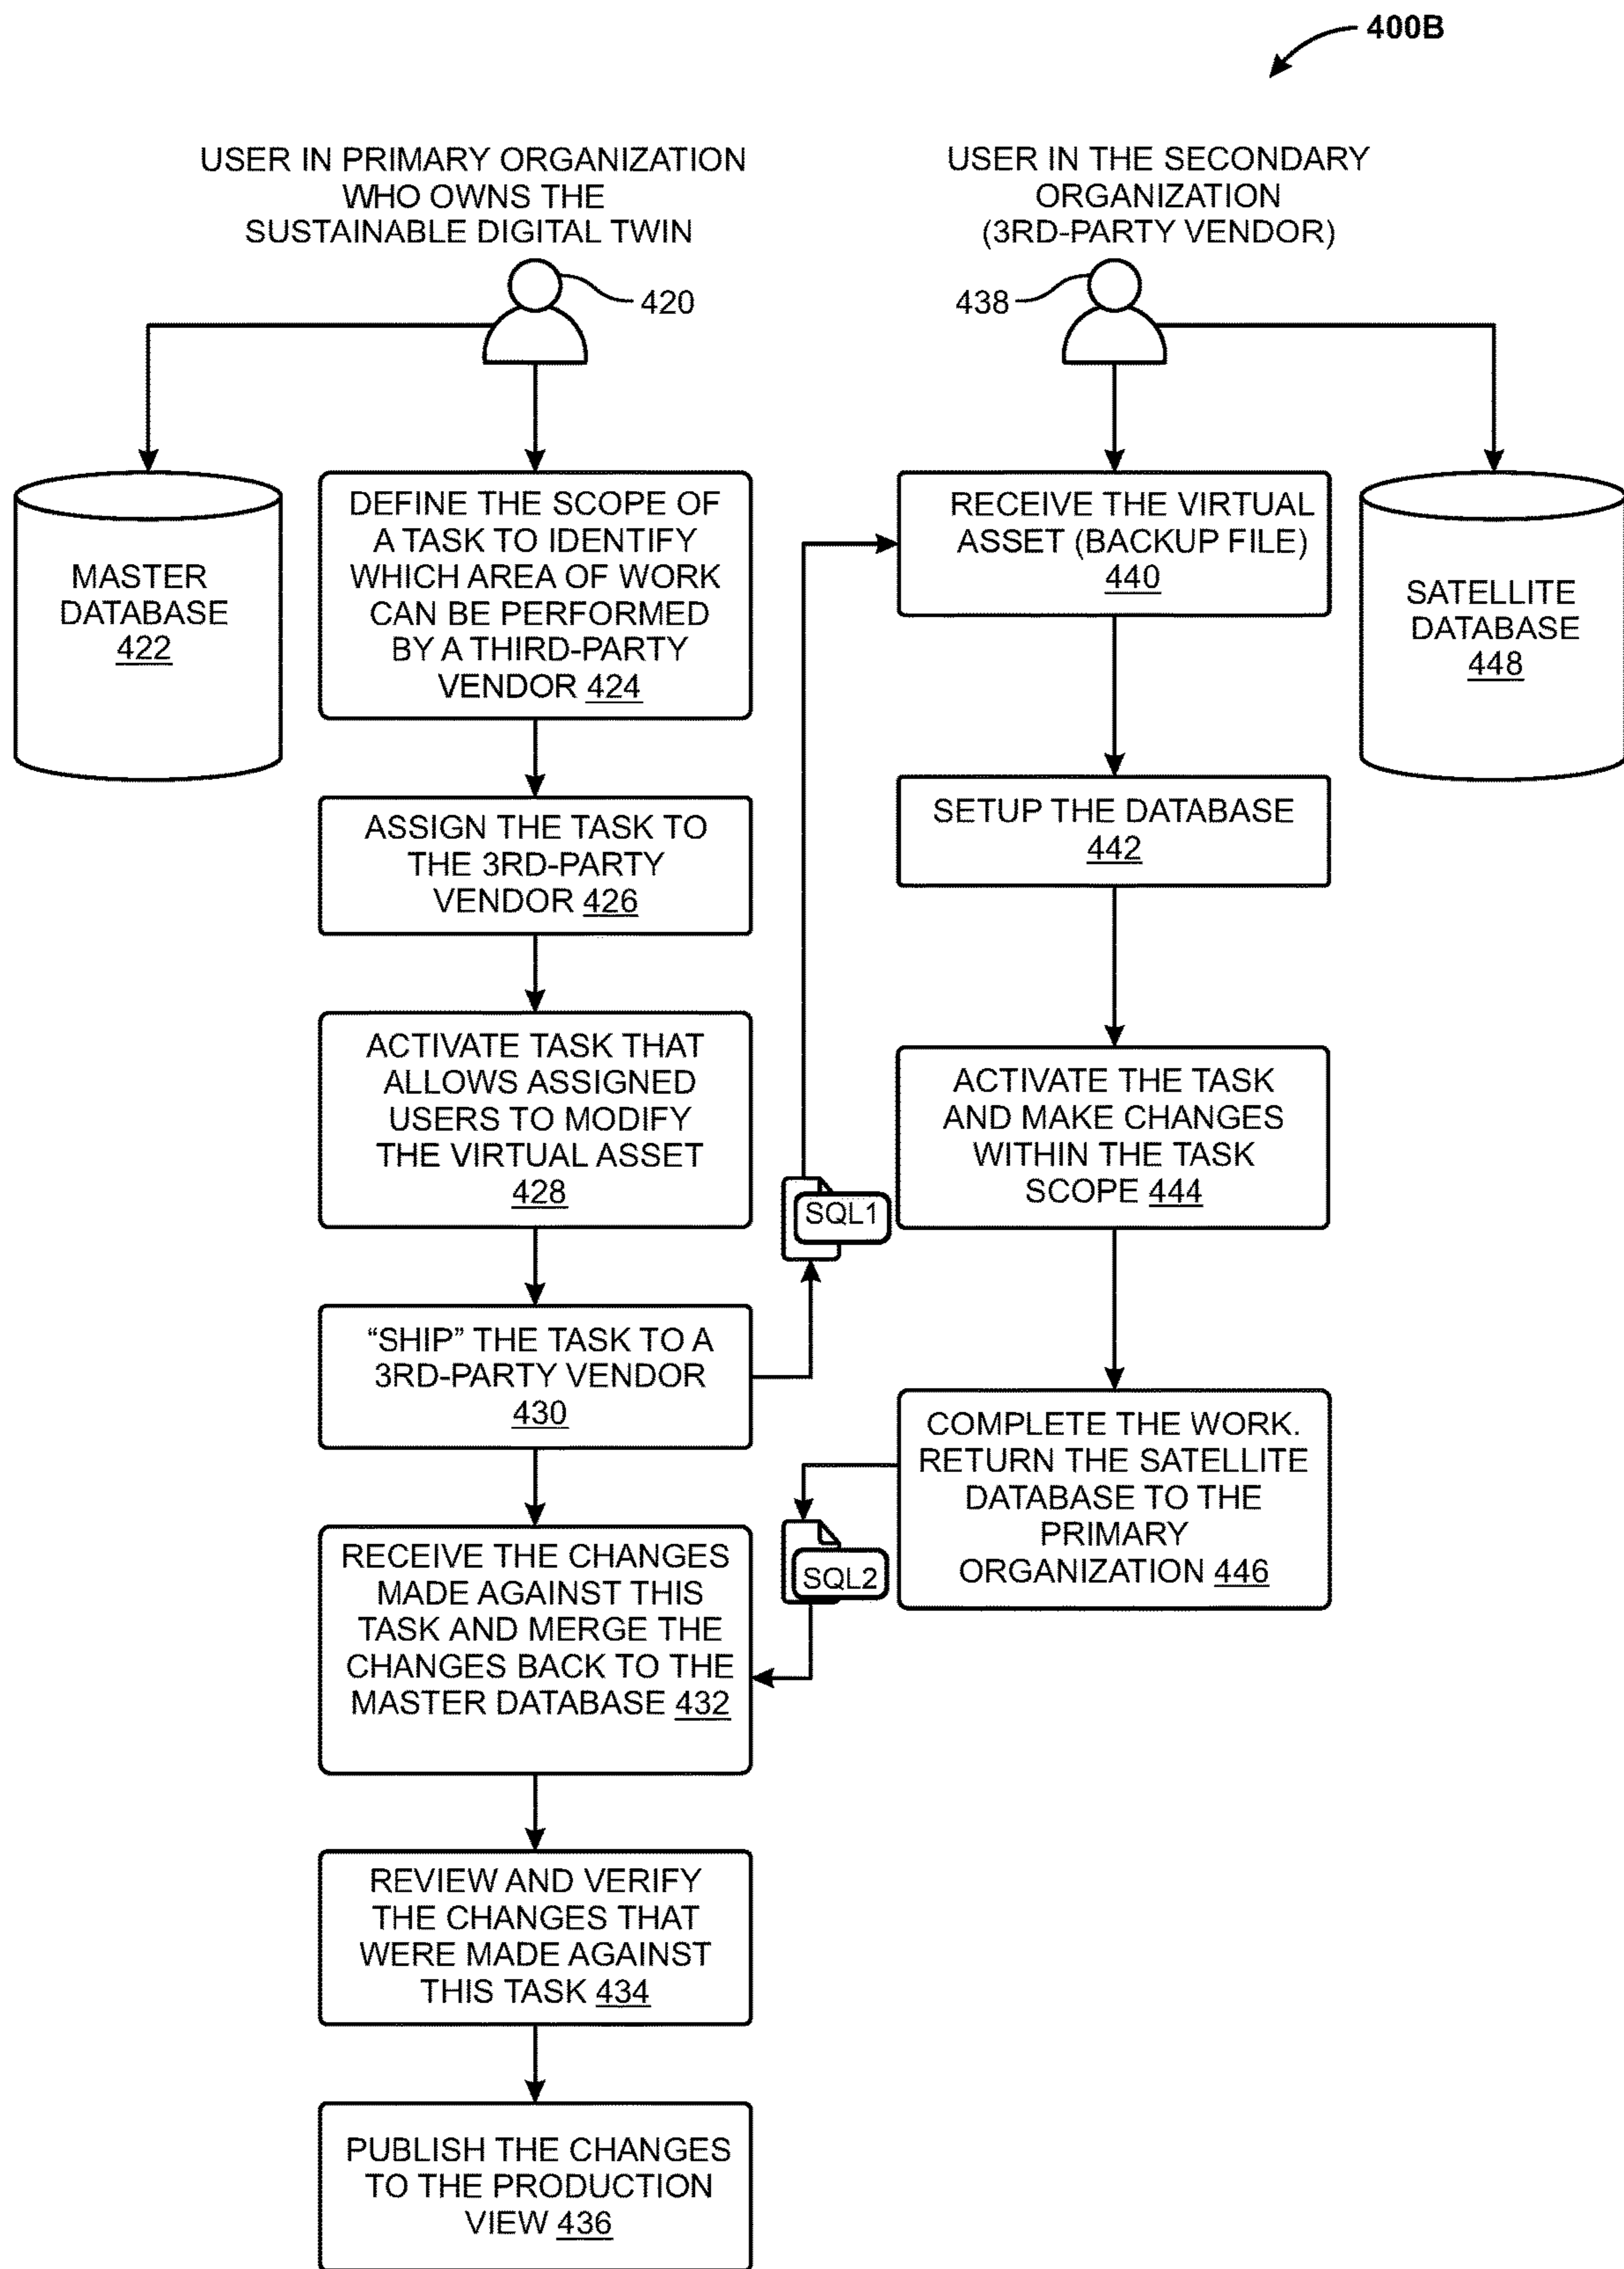 400B
USER IN PRIMARY ORGANIZATION
WHO OWNS THE
SUSTAINABLE DIGITAL TWIN
420
MASTER
DATABASE
422
DEFINE THE SCOPE OF
A TASK TO IDENTIFY
WHICH AREA OF WORK
CAN BE PERFORMED
BY A THIRD-PARTY
VENDOR 424
ASSIGN THE TASK TO
THE 3RD-PARTY
VENDOR 426
ACTIVATE TASK THAT
ALLOWS ASSIGNED
USERS TO MODIFY
THE VIRTUAL ASSET
428
“SHIP” THE TASK TO A
3RD-PARTY VENDOR
430
RECEIVE THE CHANGES
MADE AGAINST THIS
TASK AND MERGE THE
CHANGES BACK TO THE
MASTER DATABASE 432
REVIEW AND VERIFY
THE CHANGES THAT
WERE MADE AGAINST
THIS TASK 434
PUBLISH THE CHANGES
TO THE PRODUCTION
VIEW 436
SQL1
SQL2
USER IN THE SECONDARY
ORGANIZATION
(3RD-PARTY VENDOR)
438
RECEIVE THE VIRTUAL
ASSET (BACKUP FILE)
440
SETUP THE DATABASE
442
ACTIVATE THE TASK
AND MAKE CHANGES
WITHIN THE TASK
SCOPE 444
COMPLETE THE WORK.
RETURN THE SATELLITE
DATABASE TO THE
PRIMARY
ORGANIZATION 446
SATELLITE
DATABASE
448